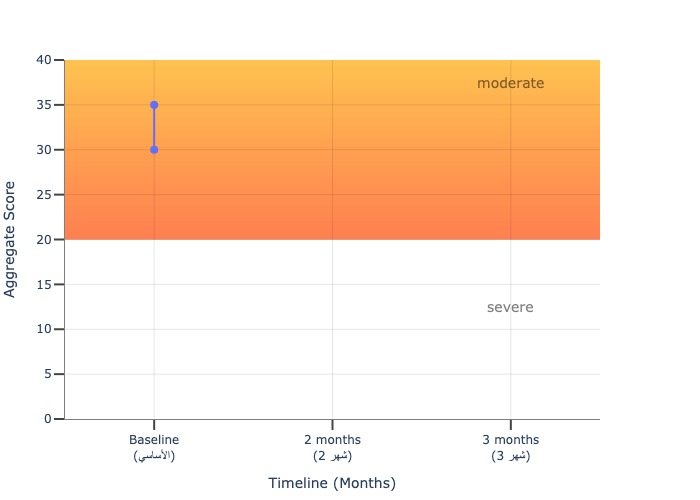 40
moderate
35
30
25
20
15
severe
10
5
0
Aggregate Score
Baseline
(الأساسي)
2 months
(2 شهر)
3 months
(3 شهر)
Timeline (Months)